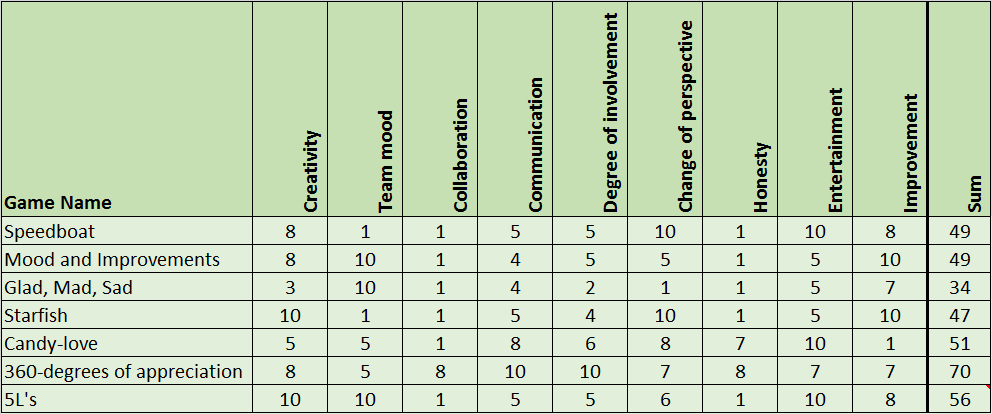 Game Name Creativity Team mood Collaboration Communication Degree of involvement Change of perspective Honesty Entertainment Improvement Sum
Speedboat 8 1 1 5 5 10 1 10 8 49
Mood and Improvements 8 10 1 4 5 5 1 5 10 49
Glad, Mad, Sad 3 10 1 4 2 1 1 5 7 34
Starfish 10 1 1 5 4 10 1 5 10 47
Candy-love 5 5 1 8 6 8 7 10 1 51
360-degrees of appreciation 8 5 8 10 10 7 8 7 7 70
5L's 10 10 1 5 5 6 1 10 8 56